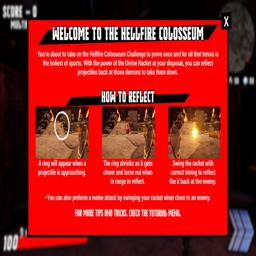 SCORE - 0
X
WELCOME TO THE HELLFIRE COLOSSEUM
You're about to take on the Hellfire Colosseum Challenge to prove once and for all that tennis
is the holiest of sports. With the power of the Divine Racket at your disposal, you can reflect
projectiles back at those demons to take them down.
HOW TO REFLECT
A ring will appear when a
projectile is approaching.
The ring shrinks as it gets
closer and turns red when
in range to reflect.
Swing the racket with
correct timing to reflect
the it back at the enemy.
•You can also preform a melee attack by swinging your racket when close to an enemy.
FOR MORE TIPS AND TRICKS, CHECK THE TUTORIAL MENU.
100